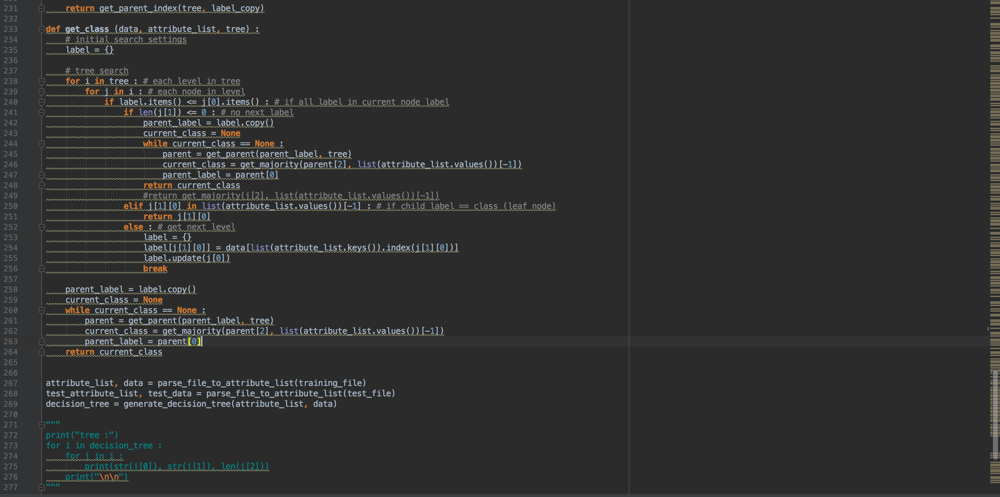 231 return get_parent_index(tree, label_copy)
232
233 def get_class (data, attribute_list, tree) :
234 # initial search settings
235 label = {}
236
237 # tree search
238 for i in tree : # each level in tree
239 for j in i : # each node in level
240 if label.items() <= j[0].items() : # if all label in current node label
241 if len(j[1]) <= 0 : # no next label
242 parent_label = label.copy()
243 current_class = None
244 while current_class == None :
245 parent = get_parent(parent_label, tree)
246 current_class = get_majority(parent[2], list(attribute_list.values())[-1])
247 parent_label = parent[0]
248 return current_class
249 #return get_majority(j[2], list(attribute_list.values())[-1])
250 elif j[1][0] in list(attribute_list.values())[-1] : # if child label == class (leaf node)
251 return j[1][0]
252 else : # get next level
253 label = {}
254 label[j[1][0]] = data[list(attribute_list.keys()).index(j[1][0])]
255 label.update(j[0])
256 break
257
258 parent_label = label.copy()
259 current_class = None
260 while current_class == None :
261 parent = get_parent(parent_label, tree)
262 current_class = get_majority(parent[2], list(attribute_list.values())[-1])
263 parent_label = parent[0]
264 return current_class
265
266
267 attribute_list, data = parse_file_to_attribute_list(training_file)
268 test_attribute_list, test_data = parse_file_to_attribute_list(test_file)
269 decision_tree = generate_decision_tree(attribute_list, data)
270
271 """
272 print("tree :")
273 for i in decision_tree :
274 for j in i :
275 print(str(j[0]), str(j[1]), len(j[2]))
276 print("\n\n")
277 """